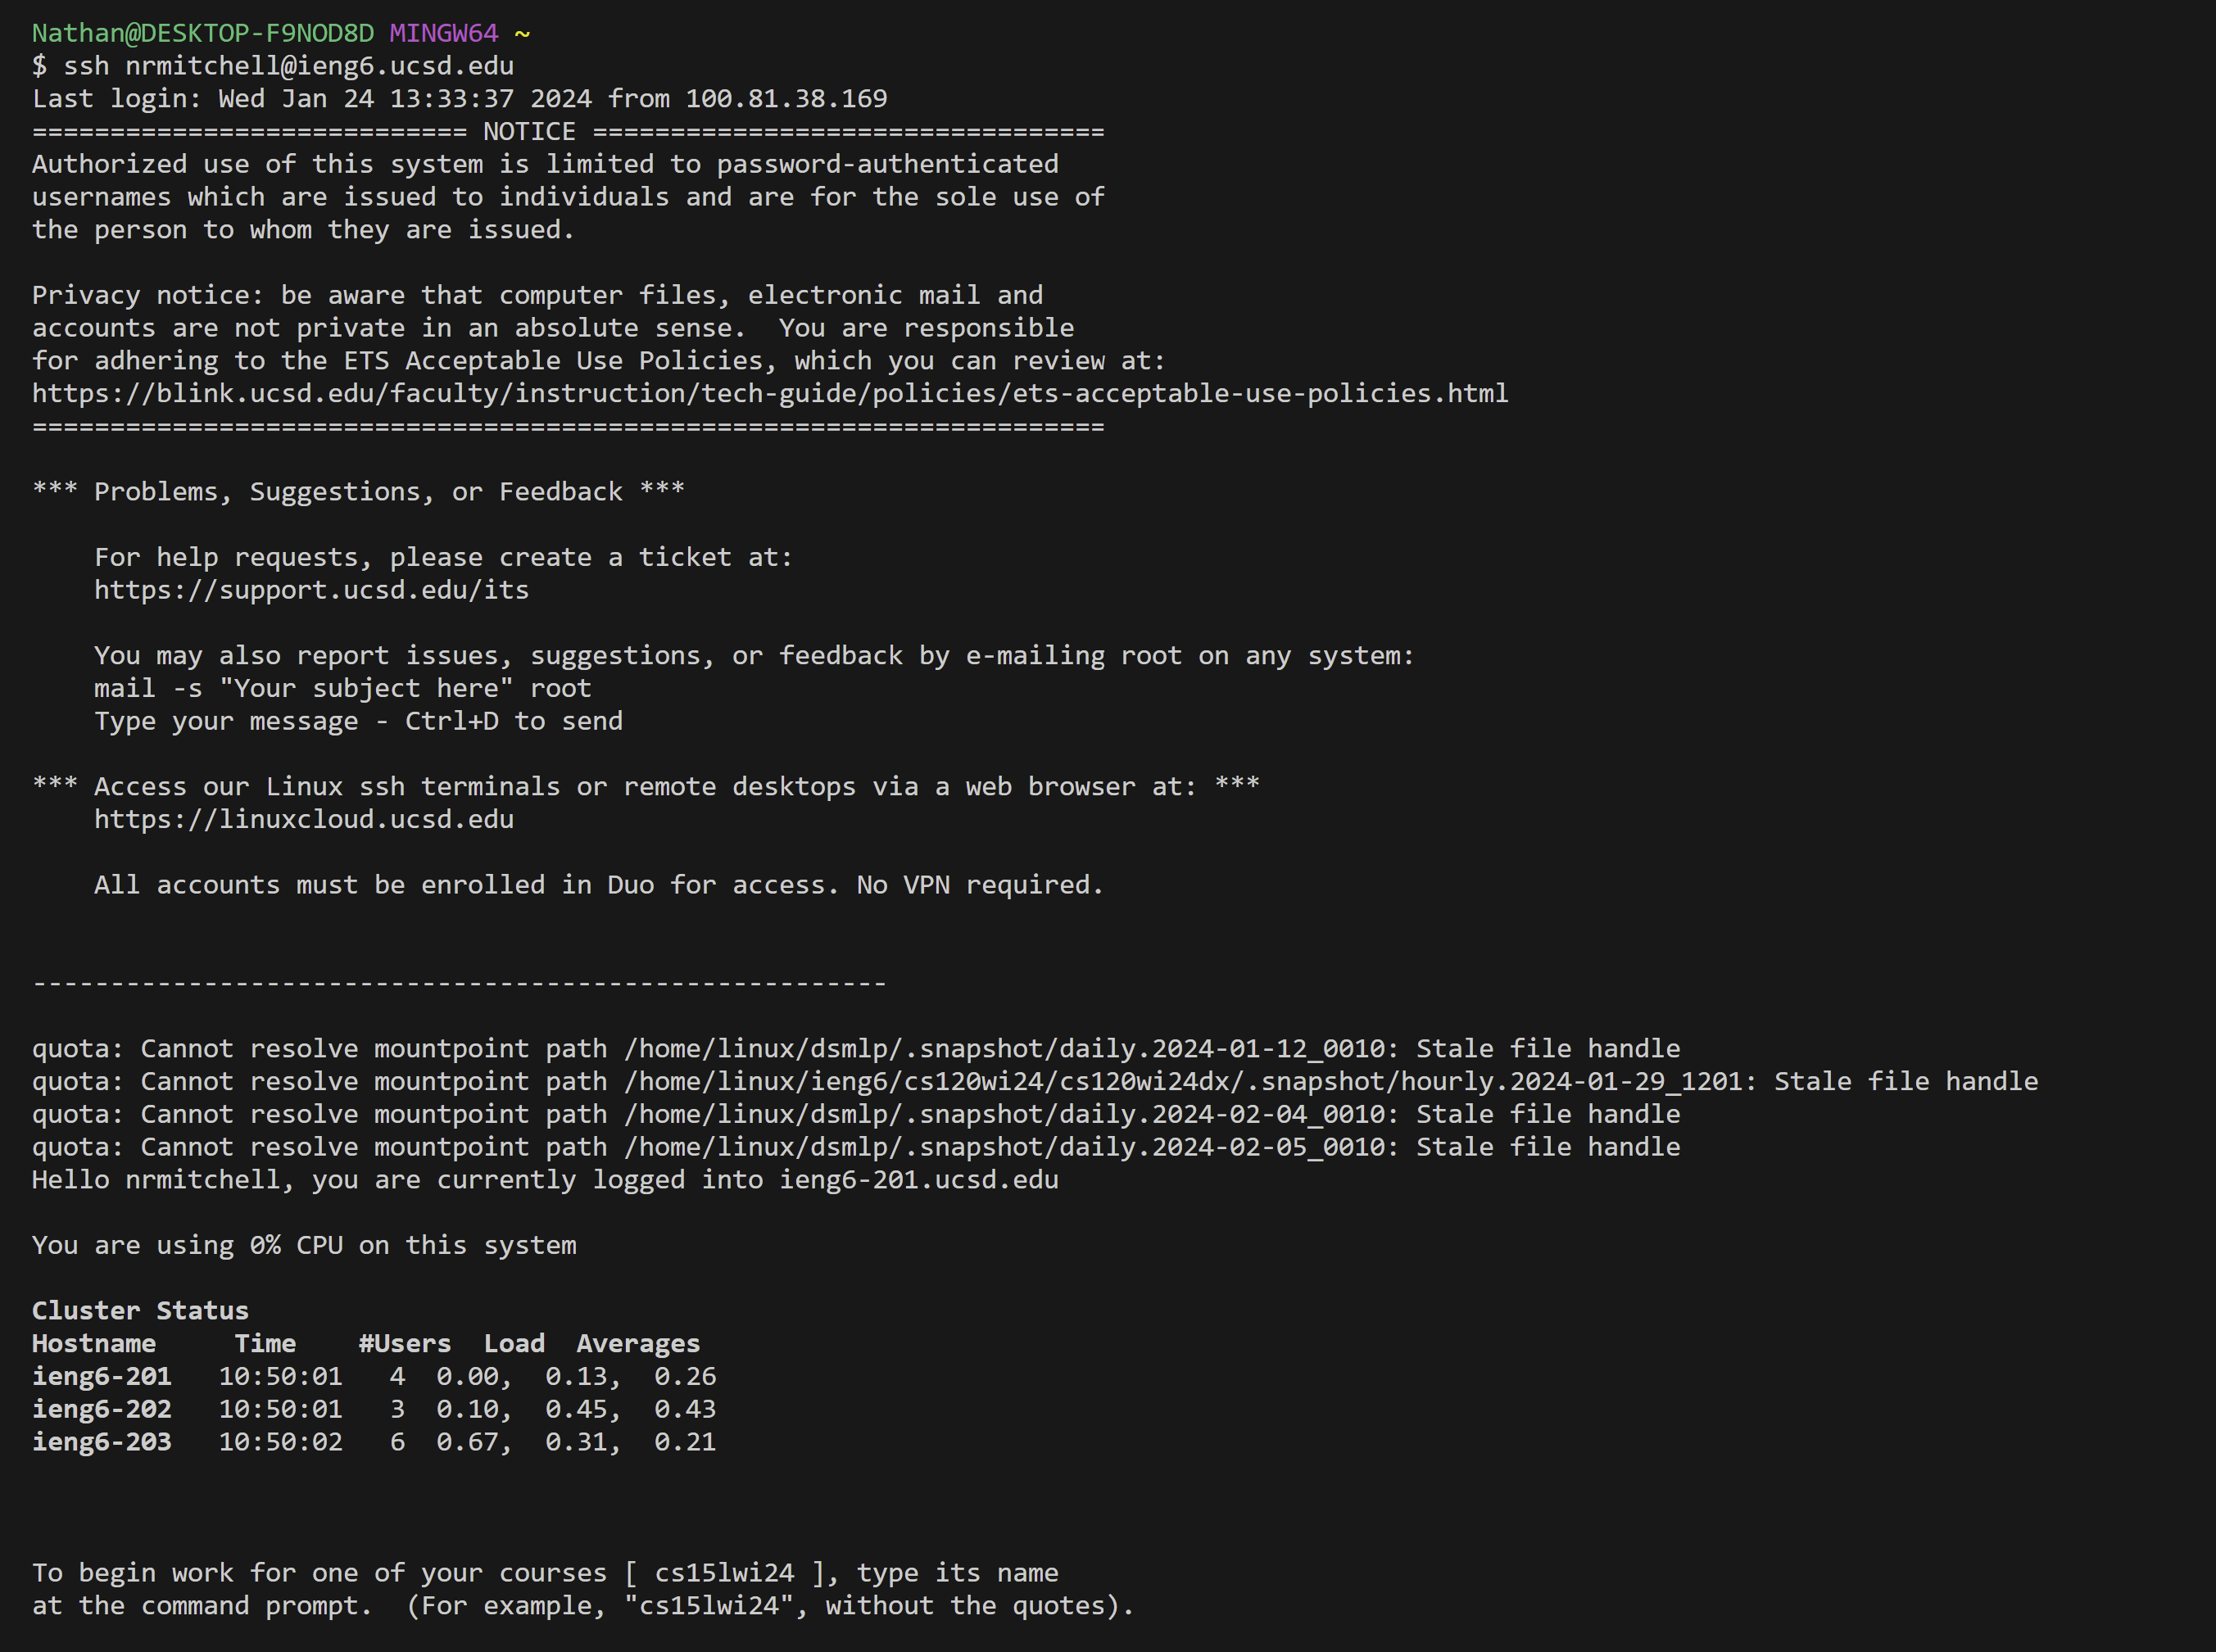 Nathan@DESKTOP-F9NOD8D MINGW64 ~
$ ssh nrmitchell@ieng6.ucsd.edu
Last login: Wed Jan 24 13:33:37 2024 from 100.81.38.169
============================ NOTICE =================================
Authorized use of this system is limited to password-authenticated
usernames which are issued to individuals and are for the sole use of
the person to whom they are issued.

Privacy notice: be aware that computer files, electronic mail and
accounts are not private in an absolute sense.  You are responsible
for adhering to the ETS Acceptable Use Policies, which you can review at:
https://blink.ucsd.edu/faculty/instruction/tech-guide/policies/ets-acceptable-use-policies.html
=====================================================================

*** Problems, Suggestions, or Feedback ***

    For help requests, please create a ticket at:
    https://support.ucsd.edu/its

    You may also report issues, suggestions, or feedback by e-mailing root on any system:
    mail -s "Your subject here" root
    Type your message - Ctrl+D to send

*** Access our Linux ssh terminals or remote desktops via a web browser at: ***
    https://linuxcloud.ucsd.edu

    All accounts must be enrolled in Duo for access. No VPN required.

-------------------------------------------------------

quota: Cannot resolve mountpoint path /home/linux/dsmlp/.snapshot/daily.2024-01-12_0010: Stale file handle
quota: Cannot resolve mountpoint path /home/linux/ieng6/cs120wi24/cs120wi24dx/.snapshot/hourly.2024-01-29_1201: Stale file handle
quota: Cannot resolve mountpoint path /home/linux/dsmlp/.snapshot/daily.2024-02-04_0010: Stale file handle
quota: Cannot resolve mountpoint path /home/linux/dsmlp/.snapshot/daily.2024-02-05_0010: Stale file handle
Hello nrmitchell, you are currently logged into ieng6-201.ucsd.edu

You are using 0% CPU on this system

Cluster Status
Hostname     Time    #Users  Load  Averages
ieng6-201   10:50:01   4  0.00,  0.13,  0.26
ieng6-202   10:50:01   3  0.10,  0.45,  0.43
ieng6-203   10:50:02   6  0.67,  0.31,  0.21

To begin work for one of your courses [ cs15lwi24 ], type its name
at the command prompt.  (For example, "cs15lwi24", without the quotes).